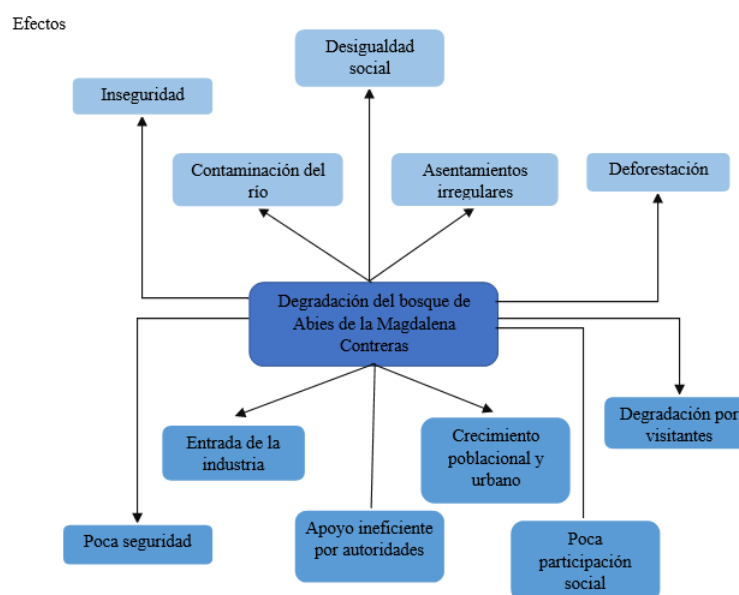 Efectos
Desigualdad
social
Inseguridad
Contaminación del
río
Asentamientos
irregulares
Deforestación
Degradación del bosque de
Abies de la Magdalena
Contreras
Entrada de la
industria
Crecimiento
poblacional y
urbano
Degradación por
visitantes
Poca seguridad
Apoyo ineficiente
por autoridades
Poca
participación
social